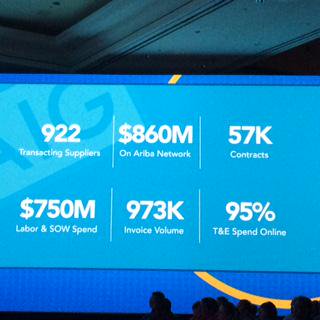 AIG
922
Transacting Suppliers
$860M
On Ariba Network
57K
Contracts
$750M
Labor & SOW Spend
973K
Invoice Volume
95%
T&E Spend Online